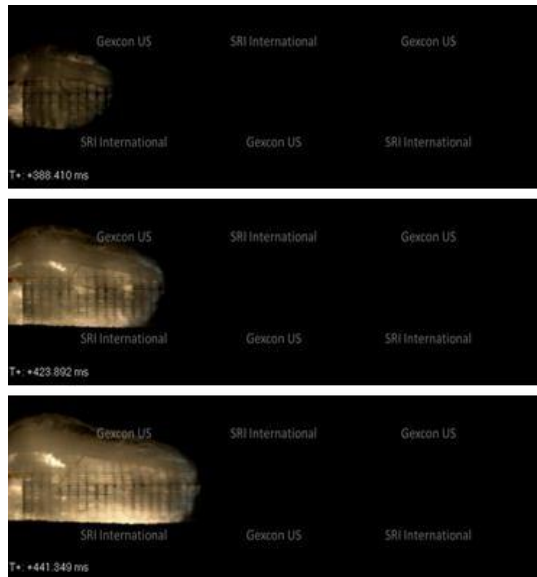 Gexcon US SRI International Gexcon US
SRI International Gexcon US SRI International
T+: +388.410 ms
Gexcon US SRI International Gexcon US
SRI International Gexcon US SRI International
T+: +423.892 ms
Gexcon US SRI International Gexcon US
SRI International Gexcon US SRI International
T+: +441.349 ms